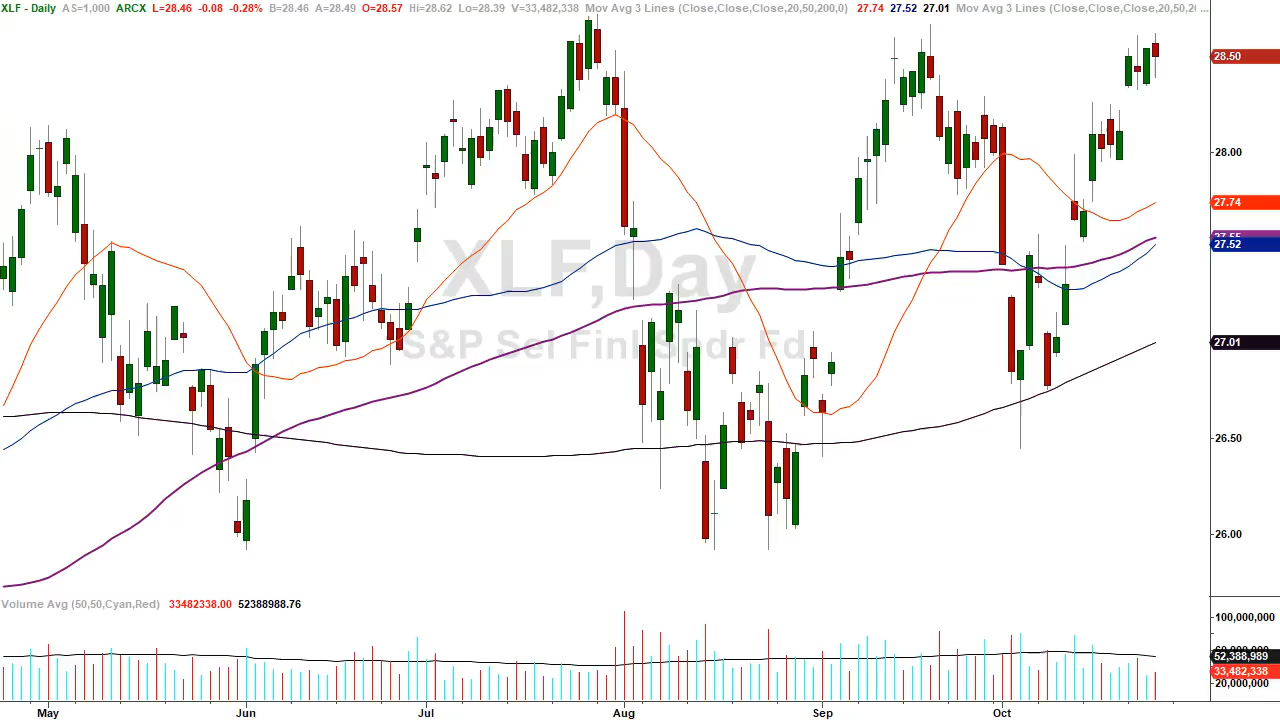 XLF - Daily AS=1,000 ARCX L=28.46 -0.08 -0.28% B=28.46 A=28.49 O=28.57 Hi=28.62 Lo=28.39 V=33,482,338 Mov Avg 3 Lines (Close,Close,Close,20,50,200,0) 27.74 27.52 27.01 Mov Avg 3 Lines (Close,Close,Close,20,50,2( ...
28.50
28.00
27.74
27.55
27.52
XLF,Day
S&P Sel Finl Spdr Fd
27.01
26.50
26.00
Volume Avg (50,50,Cyan,Red) 33482338.00 52388988.76
100,000,000
52,388,989
33,482,338
20,000,000
May Jun Jul Aug Sep Oct